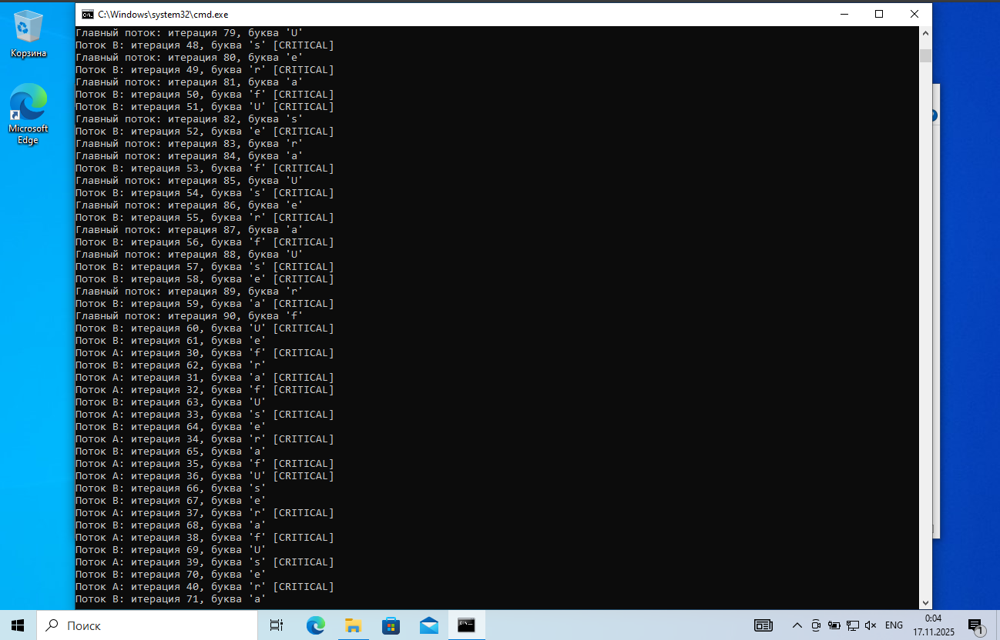 Корзина
Microsoft
Edge
C:\Windows\system32\cmd.exe
Главный поток: итерация 79, буква 'U'
Поток B: итерация 48, буква 's' [CRITICAL]
Главный поток: итерация 80, буква 'e'
Поток B: итерация 49, буква 'r' [CRITICAL]
Главный поток: итерация 81, буква 'a'
Поток B: итерация 50, буква 'f' [CRITICAL]
Поток B: итерация 51, буква 'U' [CRITICAL]
Главный поток: итерация 82, буква 's'
Поток B: итерация 52, буква 'e' [CRITICAL]
Главный поток: итерация 83, буква 'r'
Главный поток: итерация 84, буква 'a'
Поток B: итерация 53, буква 'f' [CRITICAL]
Главный поток: итерация 85, буква 'U'
Поток B: итерация 54, буква 's' [CRITICAL]
Главный поток: итерация 86, буква 'e'
Поток B: итерация 55, буква 'r' [CRITICAL]
Главный поток: итерация 87, буква 'a'
Поток B: итерация 56, буква 'f' [CRITICAL]
Главный поток: итерация 88, буква 'U'
Поток B: итерация 57, буква 's' [CRITICAL]
Поток B: итерация 58, буква 'e' [CRITICAL]
Главный поток: итерация 89, буква 'r'
Поток B: итерация 59, буква 'a' [CRITICAL]
Главный поток: итерация 90, буква 'f'
Поток B: итерация 60, буква 'U' [CRITICAL]
Поток B: итерация 61, буква 'e'
Поток A: итерация 30, буква 'f' [CRITICAL]
Поток B: итерация 62, буква 'r'
Поток A: итерация 31, буква 'a' [CRITICAL]
Поток A: итерация 32, буква 'f' [CRITICAL]
Поток B: итерация 63, буква 'U'
Поток A: итерация 33, буква 's' [CRITICAL]
Поток B: итерация 64, буква 'e'
Поток A: итерация 34, буква 'r' [CRITICAL]
Поток B: итерация 65, буква 'a'
Поток A: итерация 35, буква 'f' [CRITICAL]
Поток A: итерация 36, буква 'U' [CRITICAL]
Поток B: итерация 66, буква 's'
Поток B: итерация 67, буква 'e'
Поток A: итерация 37, буква 'r' [CRITICAL]
Поток B: итерация 68, буква 'a'
Поток A: итерация 38, буква 'f' [CRITICAL]
Поток B: итерация 69, буква 'U'
Поток A: итерация 39, буква 's' [CRITICAL]
Поток B: итерация 70, буква 'e'
Поток A: итерация 40, буква 'r' [CRITICAL]
Поток B: итерация 71, буква 'a'
Поиск
ENG
0:04
17.11.2025
1